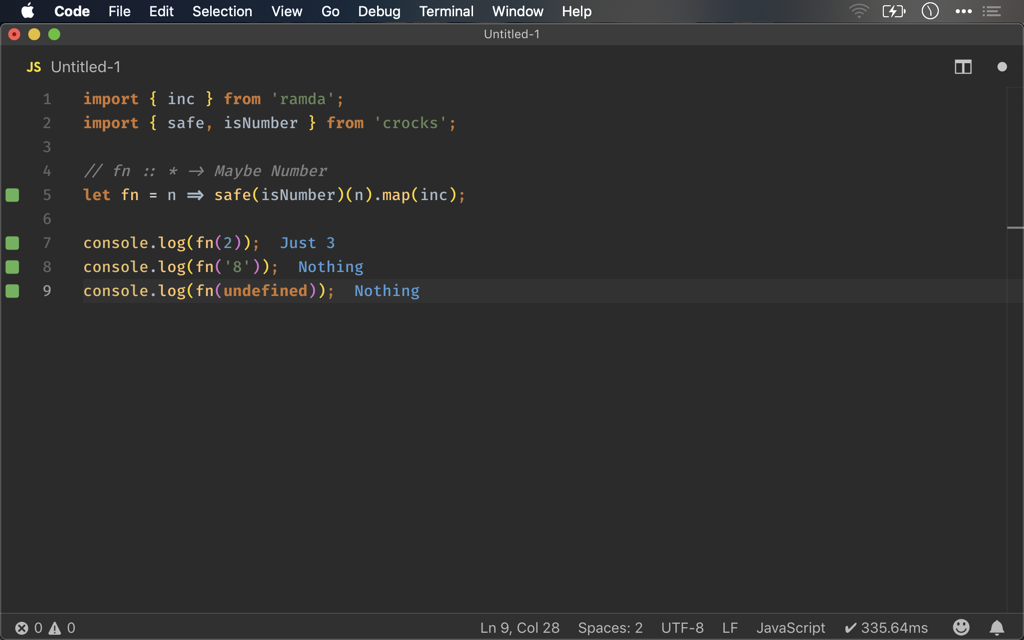 Code File Edit Selection View Go Debug Terminal Window Help
Untitled-1
JS Untitled-1
1 import { inc } from 'ramda';
2 import { safe, isNumber } from 'crocks';
3
4 // fn :: * → Maybe Number
5 let fn = n ⇒ safe(isNumber)(n).map(inc);
6
7 console.log(fn(2)); Just 3
8 console.log(fn('8')); Nothing
9 console.log(fn(undefined)); Nothing
0 0 Ln 9, Col 28 Spaces: 2 UTF-8 LF JavaScript ✔ 335.64ms